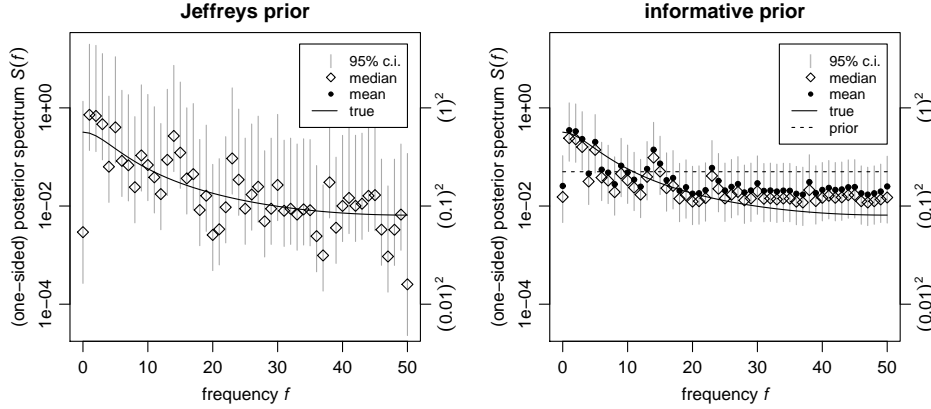 Jeffreys prior
(one−sided) posterior spectrum S(f)
1e+00
1e−02
1e−04
(1)²
(0.1)²
(0.01)²
95% c.i.
median
mean
true
0 10 20 30 40 50
frequency f
informative prior
(one−sided) posterior spectrum S(f)
1e+00
1e−02
1e−04
(1)²
(0.1)²
(0.01)²
95% c.i.
median
mean
true
prior
0 10 20 30 40 50
frequency f